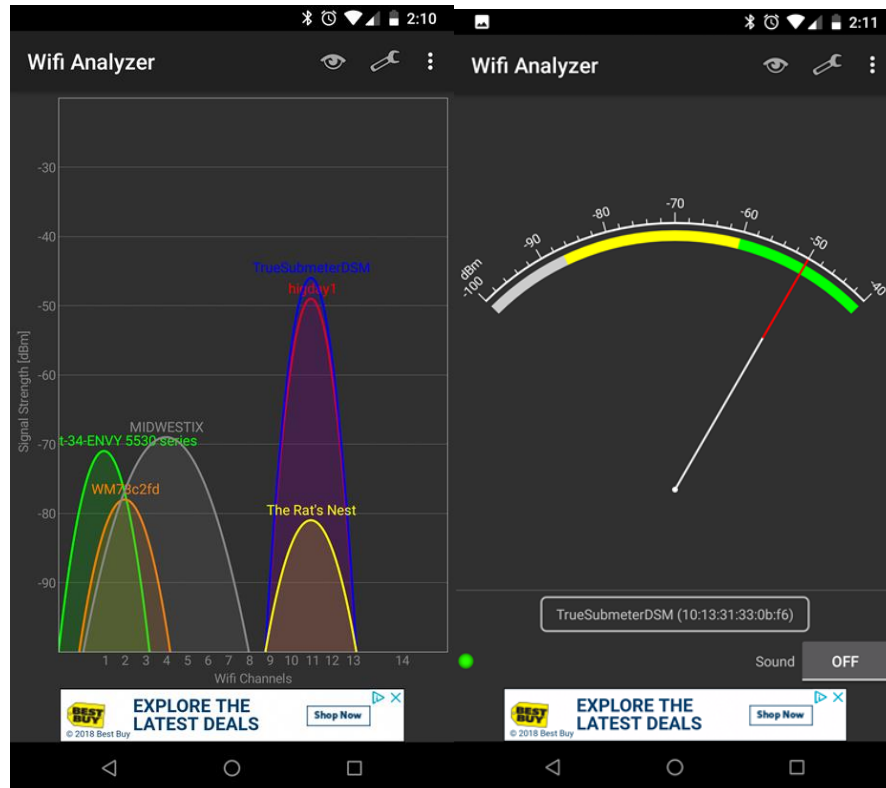 2:10
Wifi Analyzer
-30
-40
-50
-60
-70
-80
-90
Signal Strength [dBm]
TrueSubmeterDSM
MIDWESTIX
t-34-ENVY 5530 series
WM73c2fd
The Rat's Nest
1 2 3 4 5 6 7 8 9 10 11 12 13 14
Wifi Channels
BEST BUY
© 2018 Best Buy
EXPLORE THE
LATEST DEALS
Shop Now
2:11
Wifi Analyzer
dBm
-100
-90
-80
-70
-60
-50
-40
TrueSubmeterDSM (10:13:31:33:0b:f6)
Sound OFF
BEST BUY
© 2018 Best Buy
EXPLORE THE
LATEST DEALS
Shop Now